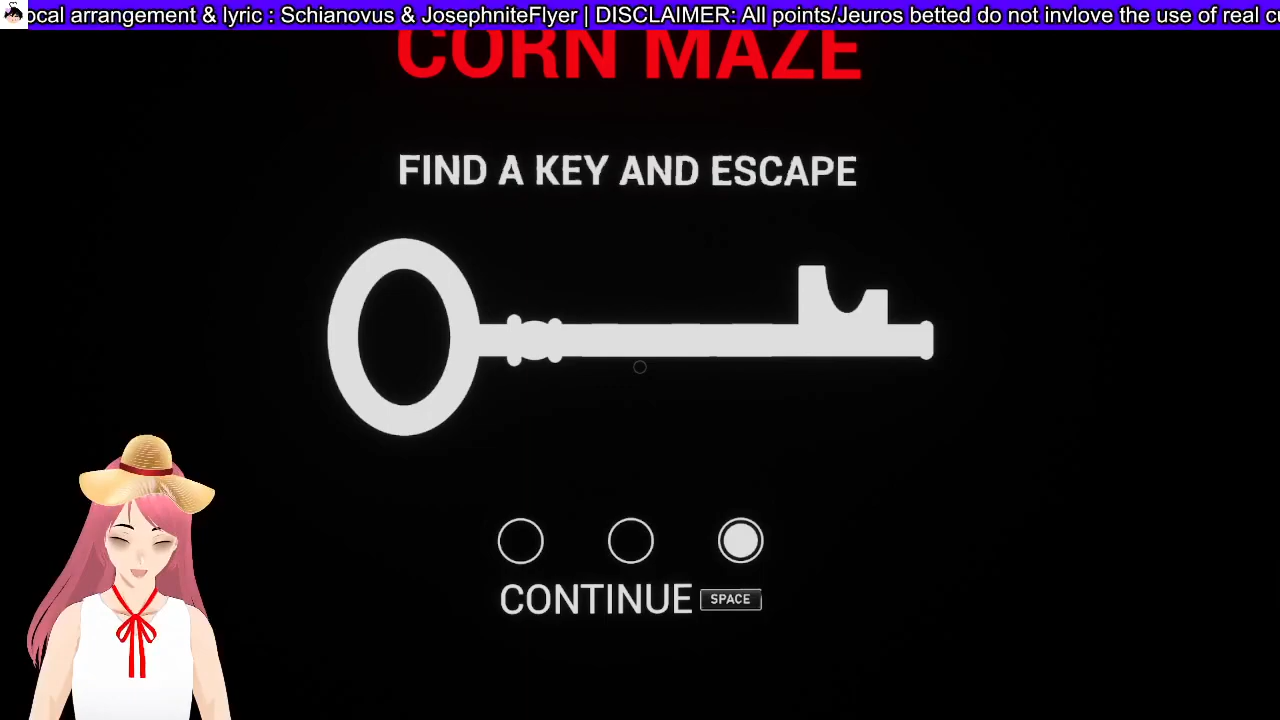 ocal arrangement & lyric : Schianovus & JosephniteFlyer | DISCLAIMER: All points/Jeuros betted do not invlove the use of real c
CORN MAZE
FIND A KEY AND ESCAPE
CONTINUE SPACE